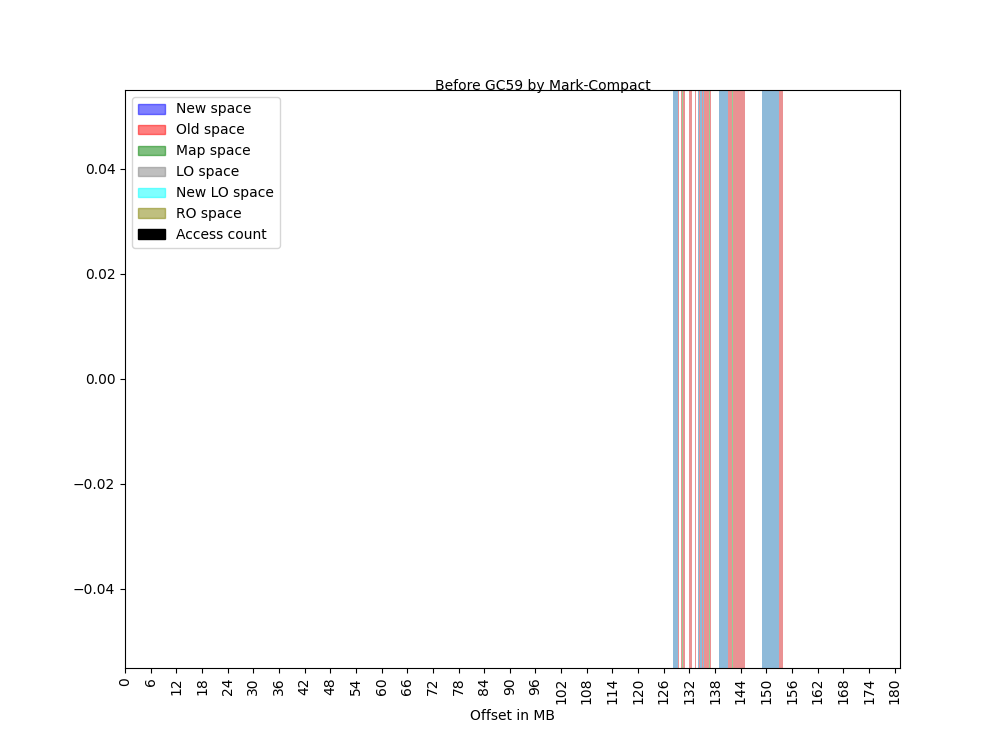 Before GC59 by Mark-Compact
New space
Old space
Map space
LO space
New LO space
RO space
Access count
0.04
0.02
0.00
−0.02
−0.04
0 6 12 18 24 30 36 42 48 54 60 66 72 78 84 90 96 102 108 114 120 126 132 138 144 150 156 162 168 174 180
Offset in MB